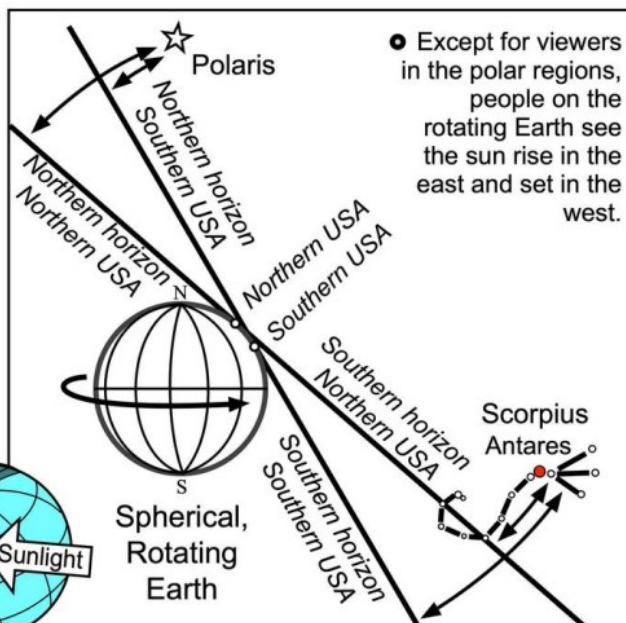 Polaris
Except for viewers
in the polar regions,
people on the
rotating Earth see
the sun rise in the
east and set in the
west.
Northern horizon
Southern USA
Northern horizon
Northern USA
Northern USA
Southern USA
N
S
Southern horizon
Northern USA
Scorpius
Antares
Southern horizon
Southern USA
Spherical,
Rotating
Earth
Sunlight